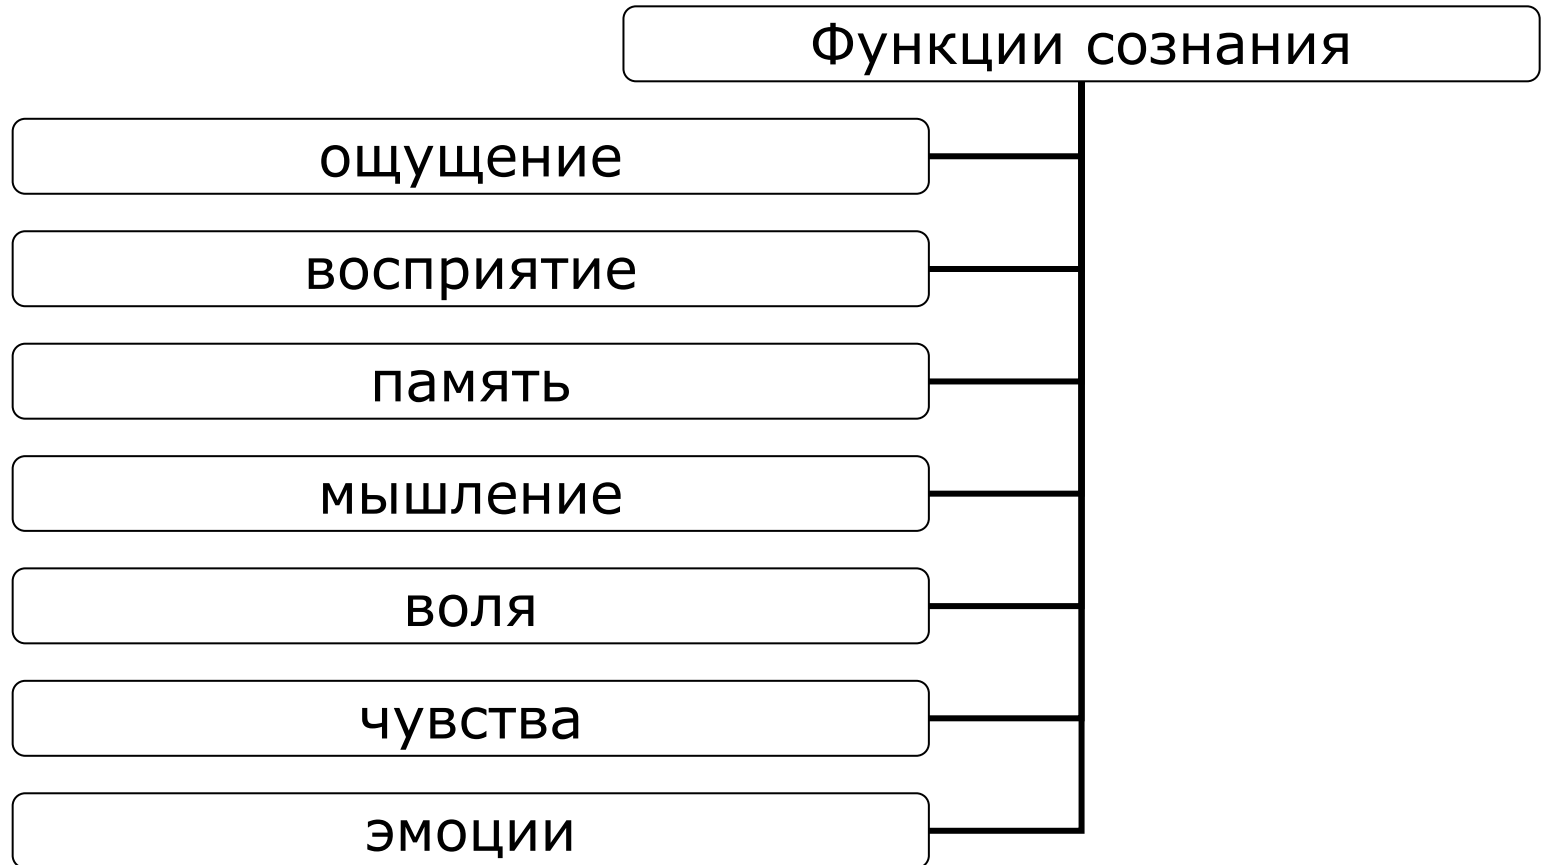 Функции сознания
ощущение
восприятие
память
мышление
воля
чувства
эмоции